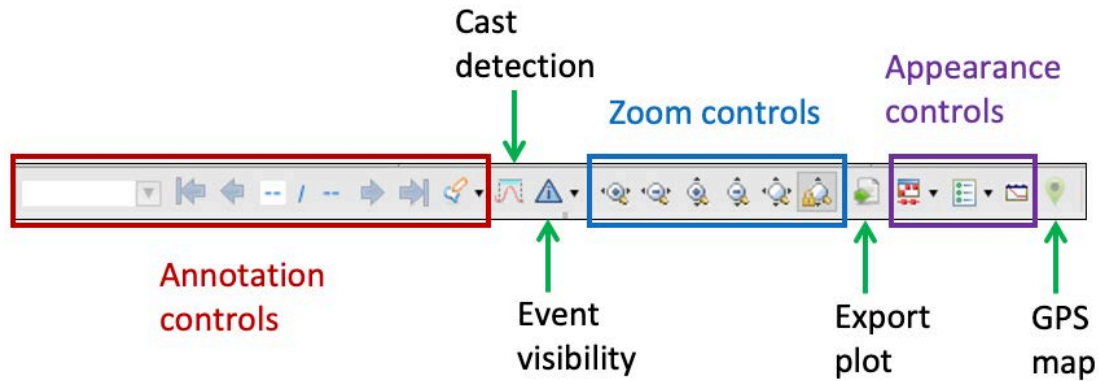 Cast
detection
Appearance
controls
Zoom controls
-- / --
Annotation
controls
Event
visibility
Export
plot
GPS
map